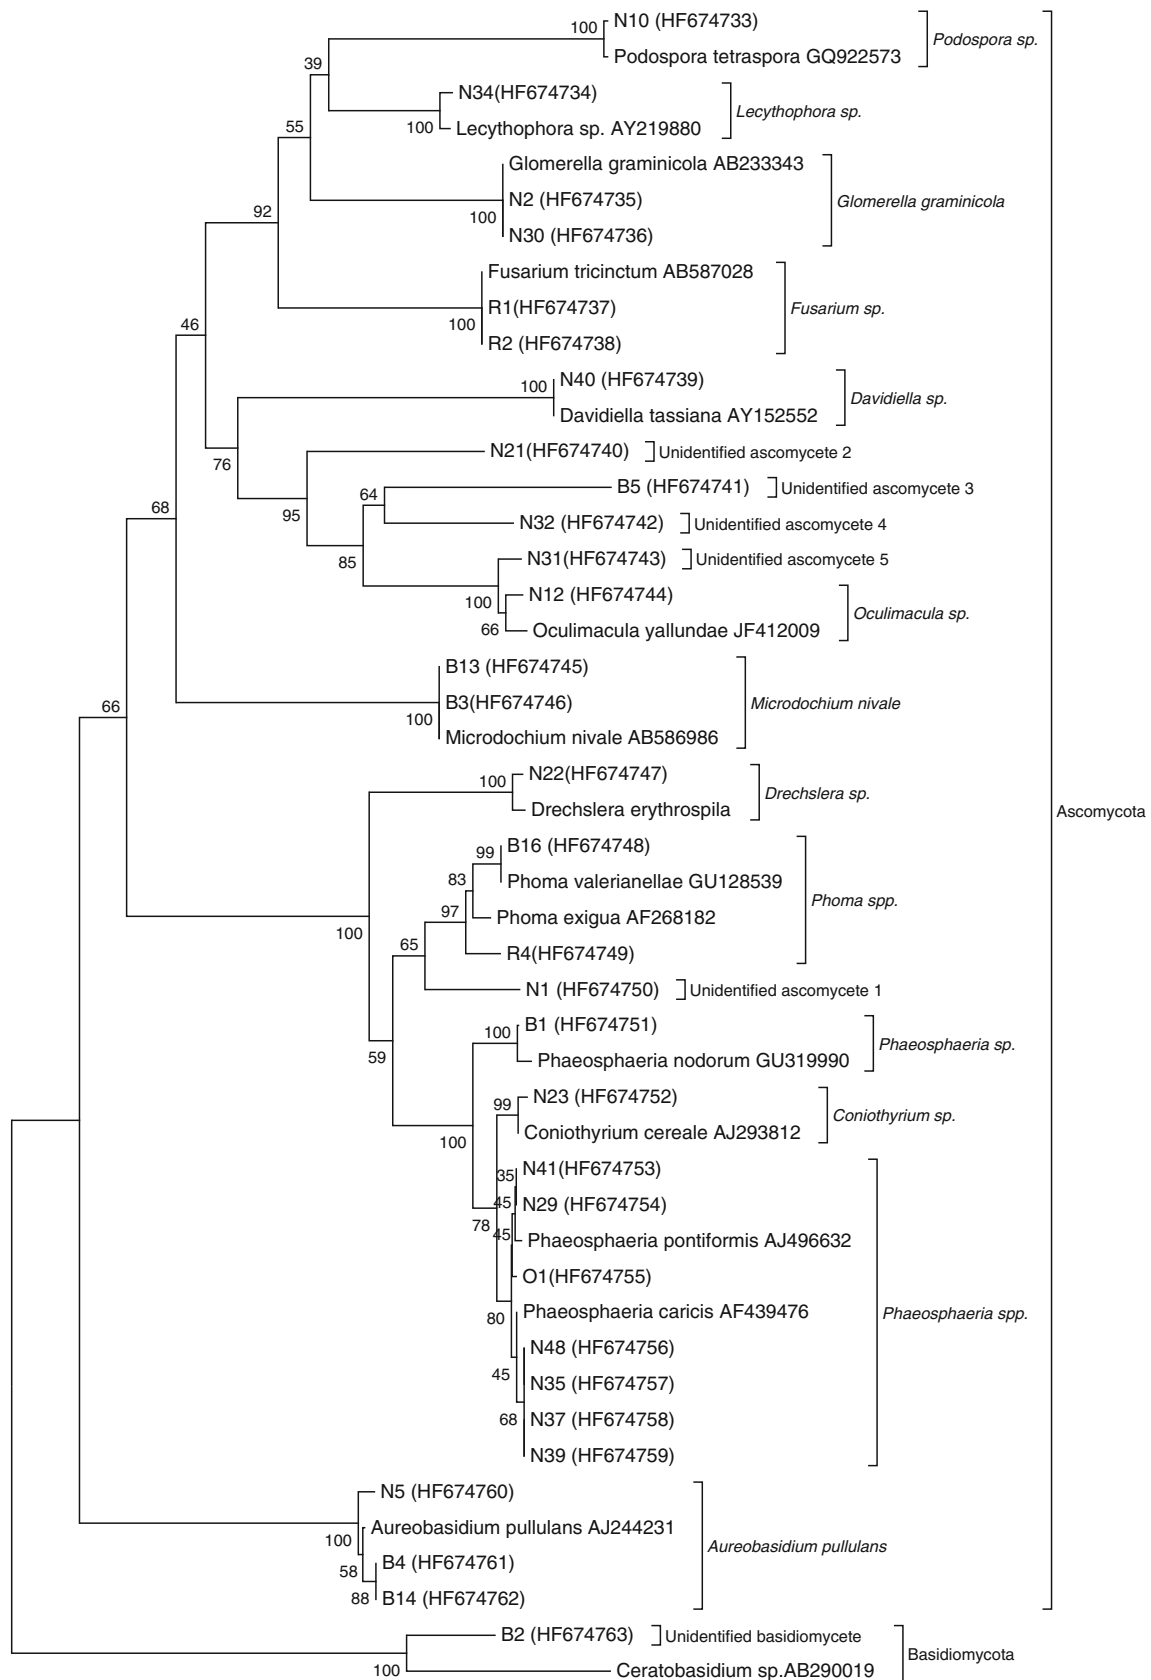 100
N10 (HF674733)
Podospora tetraspora GQ922573
Podospora sp.
39
N34(HF674734)
100
Lecythophora sp. AY219880
Lecythophora sp.
55
Glomerella graminicola AB233343
N2 (HF674735)
100
N30 (HF674736)
Glomerella graminicola
92
Fusarium tricinctum AB587028
R1(HF674737)
100
R2 (HF674738)
Fusarium sp.
46
100
N40 (HF674739)
Davidiella tassiana AY152552
Davidiella sp.
76
N21(HF674740)
Unidentified ascomycete 2
95
64
B5 (HF674741)
Unidentified ascomycete 3
N32 (HF674742)
Unidentified ascomycete 4
85
N31(HF674743)
Unidentified ascomycete 5
100
N12 (HF674744)
66
Oculimacula yallundae JF412009
Oculimacula sp.
68
B13 (HF674745)
B3(HF674746)
100
Microdochium nivale AB586986
Microdochium nivale
66
100
N22(HF674747)
Drechslera erythrospila
Drechslera sp.
Ascomycota
99
B16 (HF674748)
Phoma valerianellae GU128539
83
Phoma exigua AF268182
97
R4(HF674749)
Phoma spp.
100
65
N1 (HF674750)
Unidentified ascomycete 1
59
100
B1 (HF674751)
Phaeosphaeria nodorum GU319990
Phaeosphaeria sp.
99
N23 (HF674752)
Coniothyrium cereale AJ293812
Coniothyrium sp.
100
35
N41(HF674753)
45
N29 (HF674754)
78
45
Phaeosphaeria pontiformis AJ496632
O1(HF674755)
80
Phaeosphaeria caricis AF439476
Phaeosphaeria spp.
N48 (HF674756)
45
N35 (HF674757)
68
N37 (HF674758)
N39 (HF674759)
N5 (HF674760)
100
Aureobasidium pullulans AJ244231
58
B4 (HF674761)
88
B14 (HF674762)
Aureobasidium pullulans
B2 (HF674763)
Unidentified basidiomycete
100
Ceratobasidium sp.AB290019
Basidiomycota